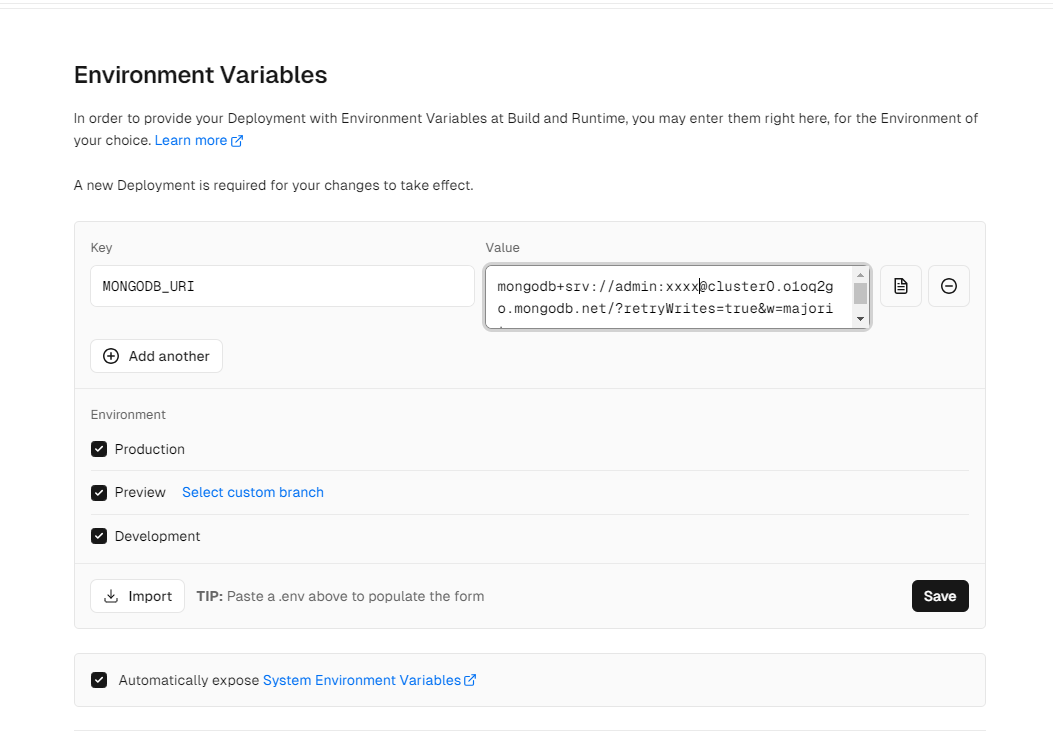 Environment Variables
In order to provide your Deployment with Environment Variables at Build and Runtime, you may enter them right here, for the Environment of
your choice. Learn more
A new Deployment is required for your changes to take effect.
Key
Value
MONGODB_URI
mongodb+srv://admin:xxxx@cluster0.o1oq2g
o.mongodb.net/?retryWrites=true&w=majori
Add another
Environment
Production
Preview Select custom branch
Development
Import TIP: Paste a .env above to populate the form
Save
Automatically expose System Environment Variables